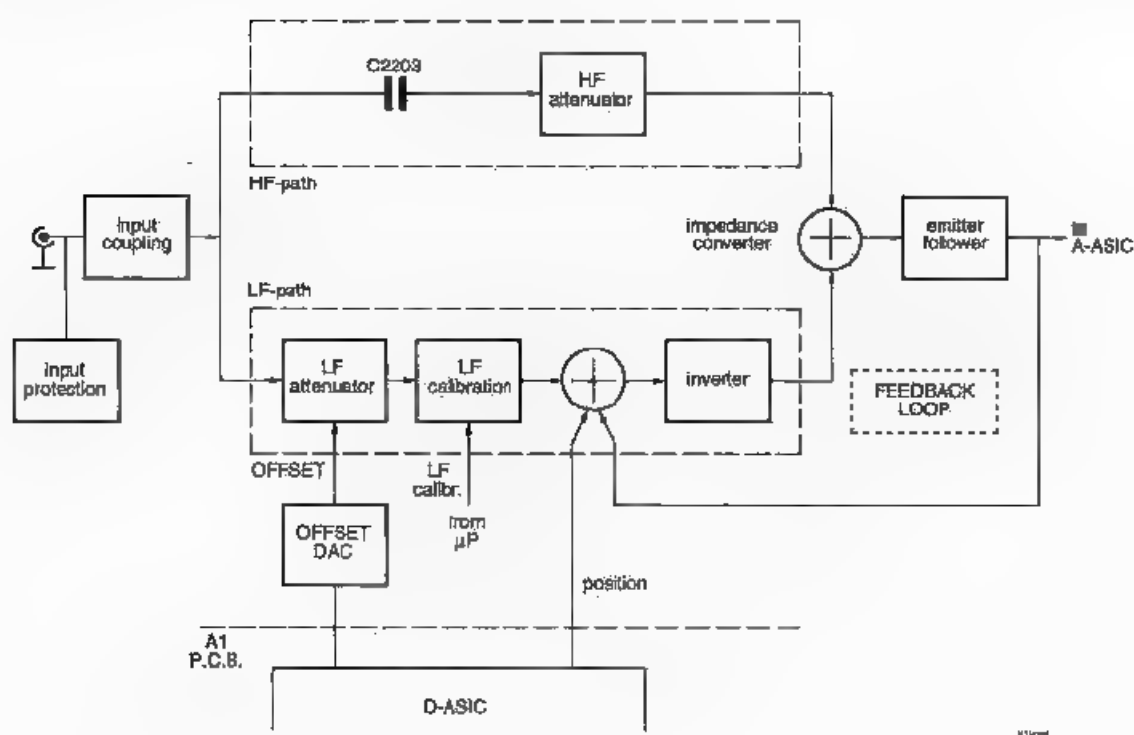 C2203
HF
attenuator
HF-path
input
coupling
impedance
converter
emitter
follower
A-ASIC
LF-path
input
protection
LF
attenuator
LF
calibration
inverter
FEEDBACK
LOOP
OFFSET
LF
calibr.
from
µP
OFFSET
DAC
position
A1
P.C.B.
D-ASIC